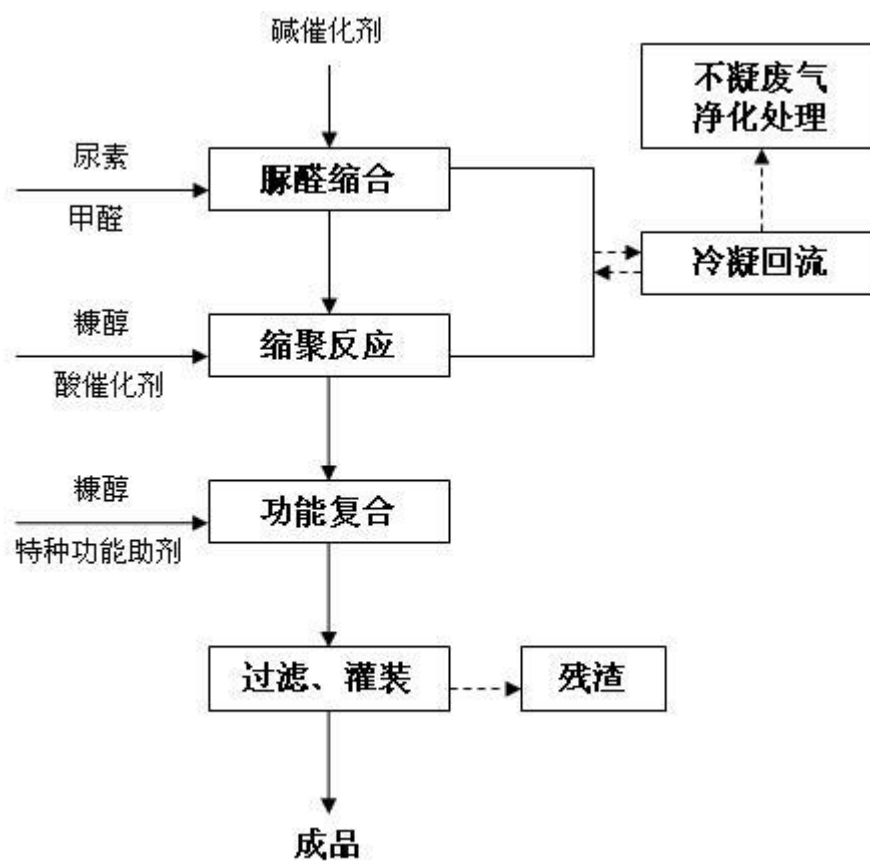 碱催化剂
不凝废气
净化处理
尿素
脲醛缩合
甲醛
冷凝回流
糠醇
缩聚反应
酸催化剂
糠醇
功能复合
特种功能助剂
过滤、灌装
残渣
成品